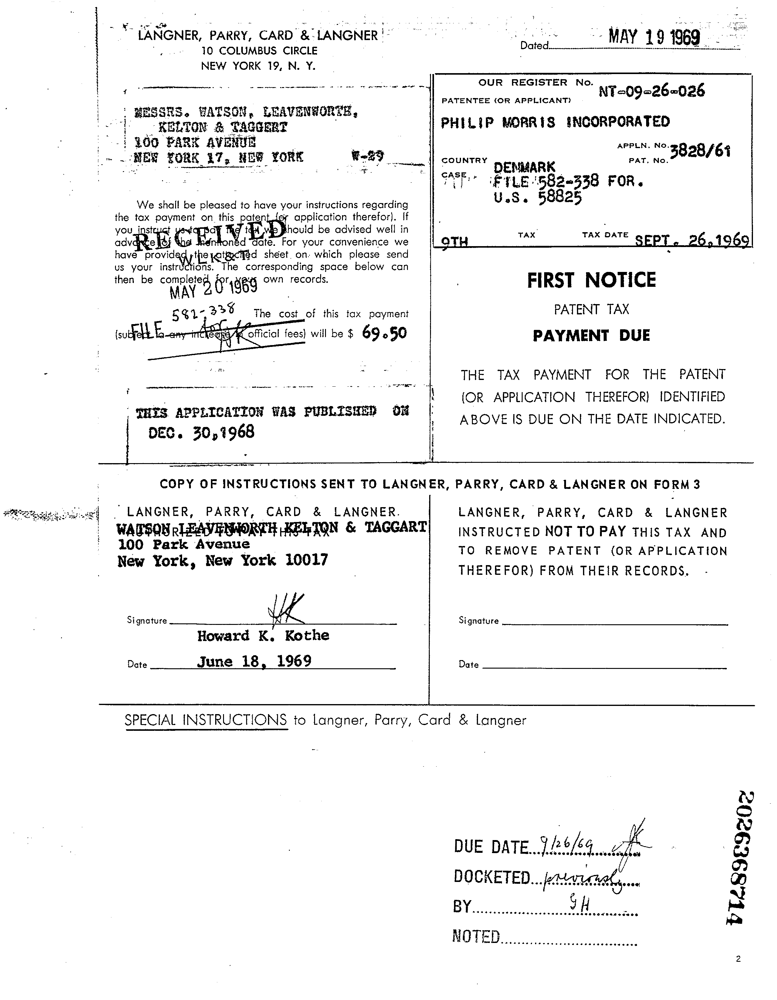 LANGNER, PARRY, CARD & LANGNER
10 COLUMBUS CIRCLE
NEW YORK 19, N. Y.
Dated MAY 19 1969
MESSRS. WATSON, LEAVENWORTH,
KELTON & TAGGERT
100 PARK AVENUE
NEW YORK 17, NEW YORK W-29
OUR REGISTER No. NT-09-26-026
PATENTEE (OR APPLICANT)
PHILIP MORRIS INCORPORATED
APPLN. No.
PAT. No. 3828/61
COUNTRY DENMARK
CASE FILE 582-338 FOR.
U.S. 58825
9TH TAX TAX DATE SEPT. 26,1969
We shall be pleased to have your instructions regarding
the tax payment on this patent (or application therefor). If
you instruct us to pay the tax we should be advised well in
advance of the mentioned date. For your convenience we
have provided the attached sheet on which please send
us your instructions. The corresponding space below can
then be completed for your own records.
RECEIVED
W. L. K. & T.
MAY 20 1969
582-338
FILE
The cost of this tax payment
(subject to any increase in official fees) will be $ 69.50
THIS APPLICATION WAS PUBLISHED ON
DEC. 30,1968
FIRST NOTICE
PATENT TAX
PAYMENT DUE
THE TAX PAYMENT FOR THE PATENT
(OR APPLICATION THEREFOR) IDENTIFIED
ABOVE IS DUE ON THE DATE INDICATED.
COPY OF INSTRUCTIONS SENT TO LANGNER, PARRY, CARD & LANGNER ON FORM 3
LANGNER, PARRY, CARD & LANGNER.
WATSON LEAVENWORTH KELTON & TAGGART
100 Park Avenue
New York, New York 10017
Signature HK
Howard K. Kothe
Date June 18, 1969
LANGNER, PARRY, CARD & LANGNER
INSTRUCTED NOT TO PAY THIS TAX AND
TO REMOVE PATENT (OR APPLICATION
THEREFOR) FROM THEIR RECORDS.
Signature
Date
SPECIAL INSTRUCTIONS to Langner, Parry, Card & Langner
DUE DATE 9/26/69
DOCKETED previously
BY GH
NOTED
2026368714
2